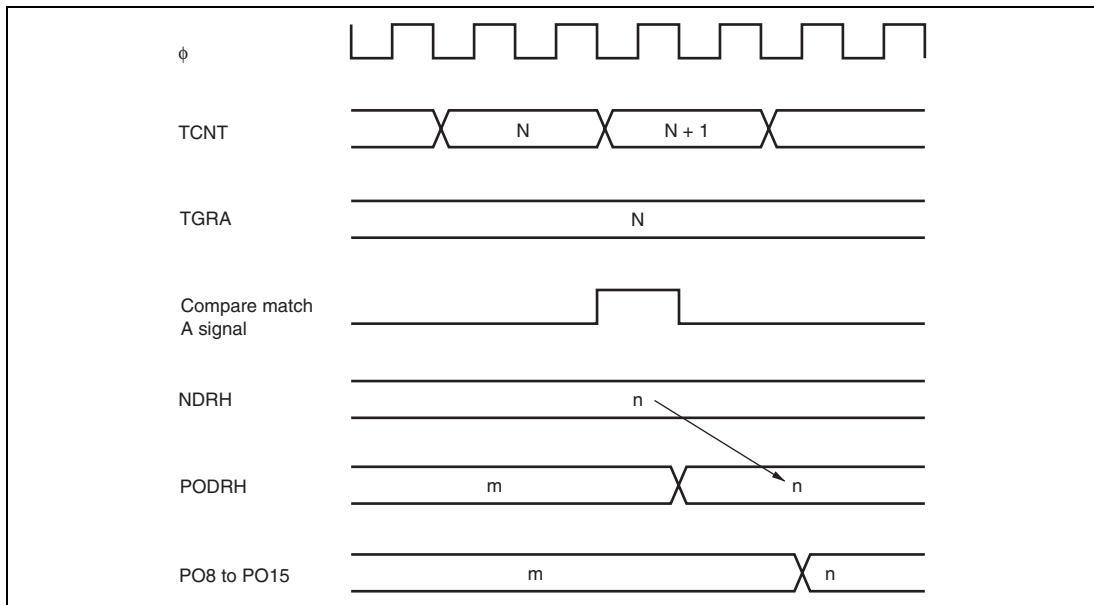 ϕ
TCNT
N
N + 1
TGRA
N
Compare match
A signal
NDRH
n
PODRH
m
n
PO8 to PO15
m
n